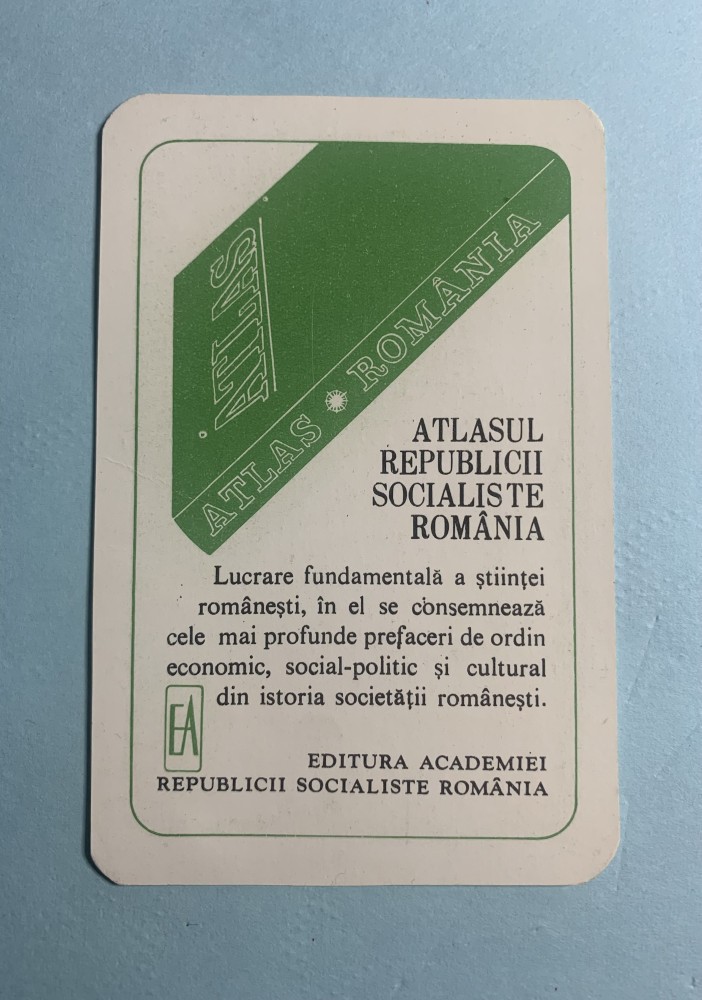 ATLAS
ATLAS ROMÂNIA
ATLASUL
REPUBLICII
SOCIALISTE
ROMÂNIA
Lucrare fundamentală a științei
românești, în el se consemnează
cele mai profunde prefaceri de ordin
economic, social-politic și cultural
din istoria societății românești.
EA
EDITURA ACADEMIEI
REPUBLICII SOCIALISTE ROMÂNIA